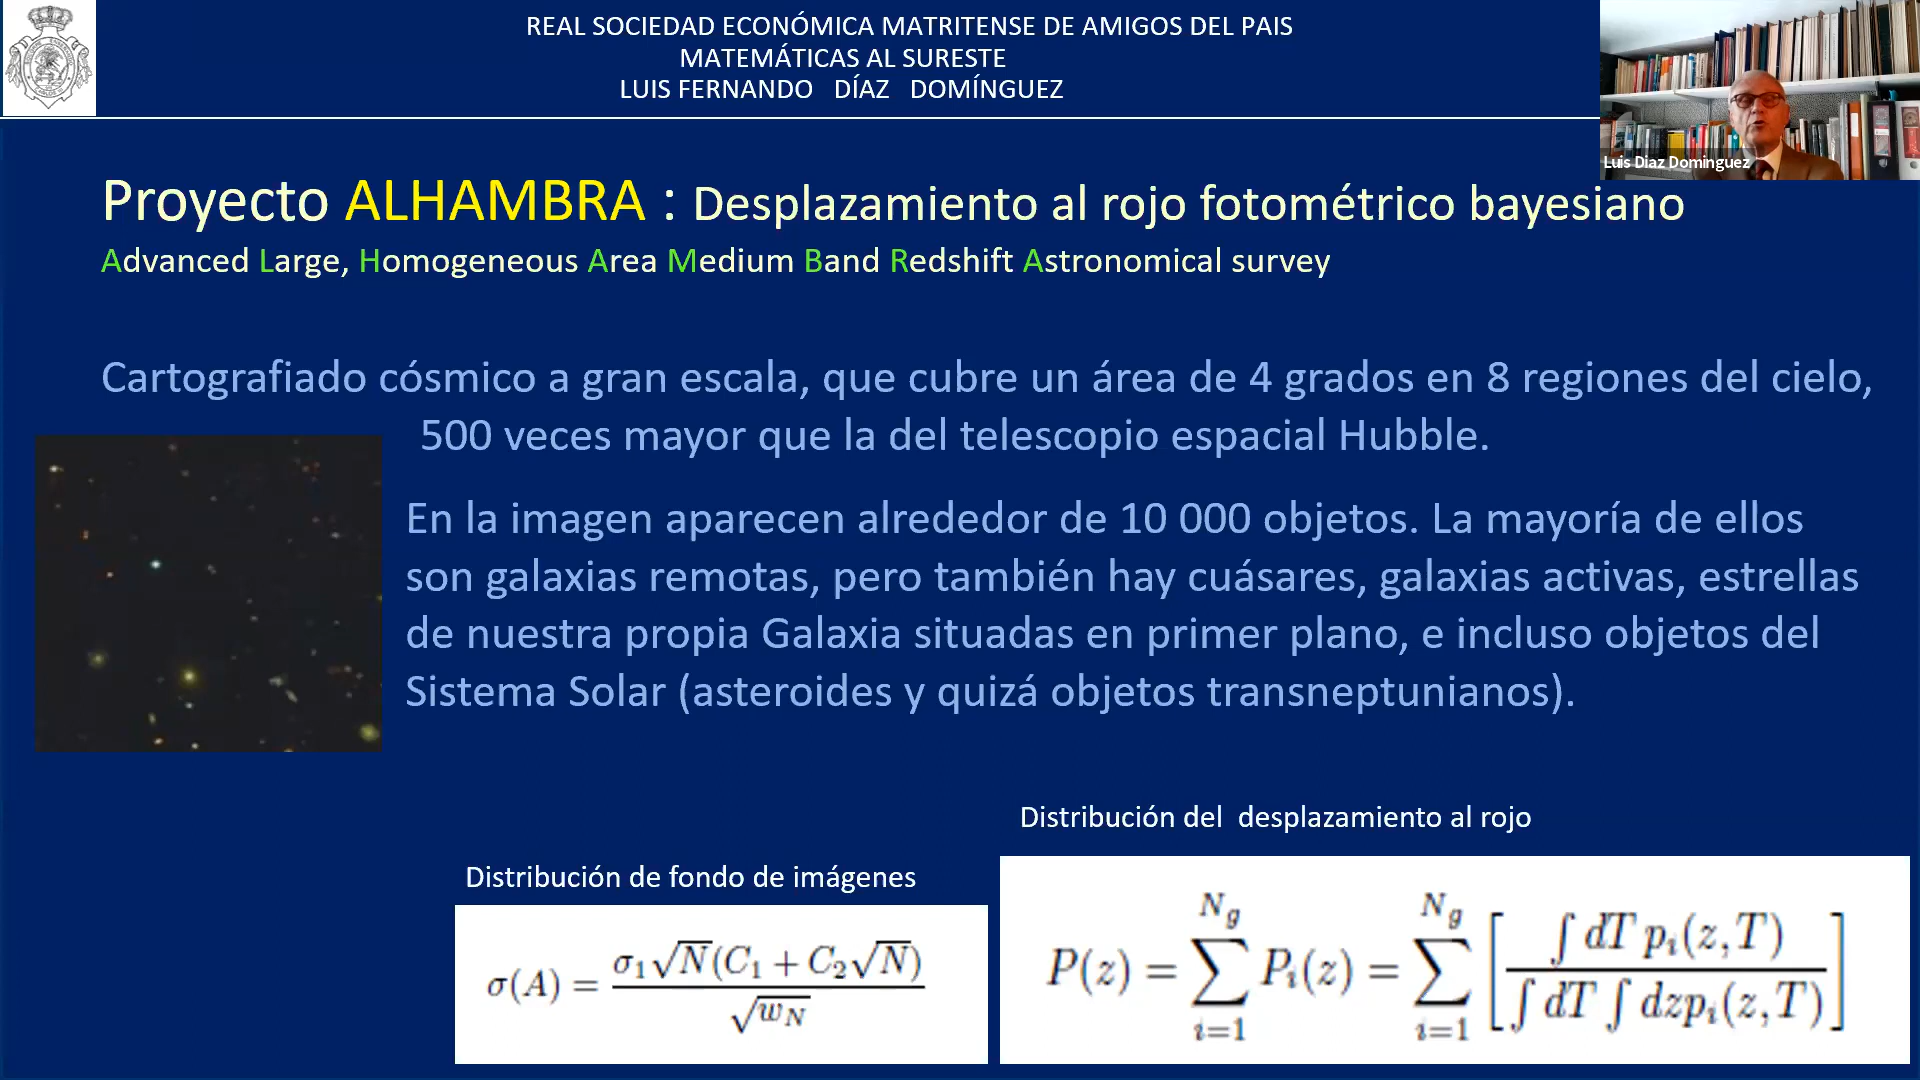 REAL SOCIEDAD ECONÓMICA MATRITENSE DE AMIGOS DEL PAIS
MATEMÁTICAS AL SURESTE
LUIS FERNANDO DÍAZ DOMÍNGUEZ
Luis Diaz Dominguez
Proyecto ALHAMBRA : Desplazamiento al rojo fotométrico bayesiano
Advanced Large, Homogeneous Area Medium Band Redshift Astronomical survey
Cartografiado cósmico a gran escala, que cubre un área de 4 grados en 8 regiones del cielo,
500 veces mayor que la del telescopio espacial Hubble.
En la imagen aparecen alrededor de 10 000 objetos. La mayoría de ellos
son galaxias remotas, pero también hay cuásares, galaxias activas, estrellas
de nuestra propia Galaxia situadas en primer plano, e incluso objetos del
Sistema Solar (asteroides y quizá objetos transneptunianos).
Distribución de fondo de imágenes
σ(A) = σ₁√N(C₁ + C₂√N) / √w_N
Distribución del desplazamiento al rojo
P(z) = ∑_{i=1}^{N_g} P_i(z) = ∑_{i=1}^{N_g} [ ∫ dT p_i(z,T) / ∫ dT ∫ dzp_i(z,T) ]